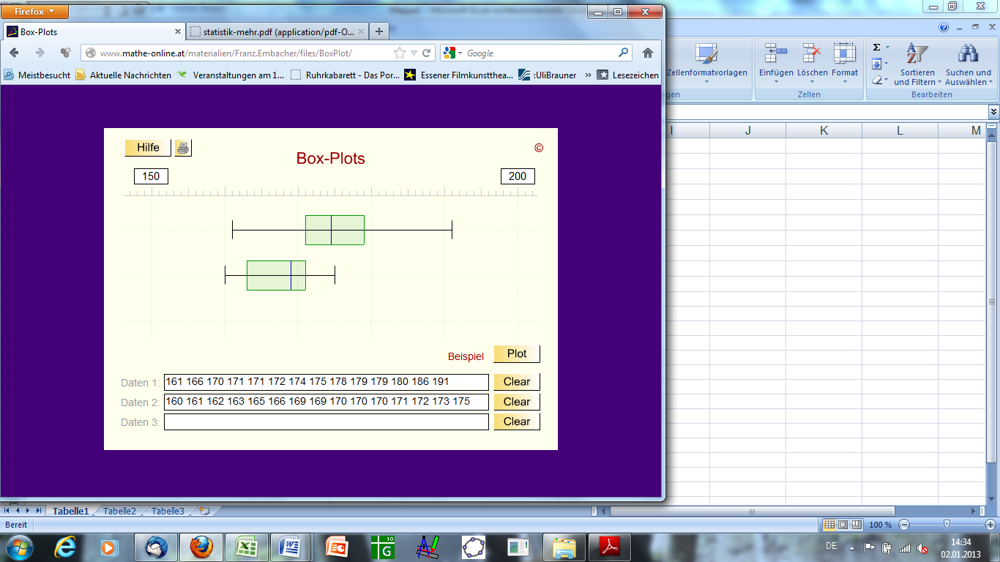 Firefox
Box-Plots
statistik-mehr.pdf (application/pdf-O...
www.mathe-online.at/materialien/Franz.Embacher/files/BoxPlot/
Google
Meistbesucht
Aktuelle Nachrichten
Veranstaltungen am 1...
Ruhrkabarett - Das Por...
Essener Filmkunstthea...
:UliBrauner
»
Lesezeichen
Zellenformatvorlagen
Einfügen
Löschen
Format
Σ
Sortieren
und Filtern
Suchen und
Auswählen
gen
Zellen
Bearbeiten
I
J
K
L
M
Hilfe
Box-Plots
©
150
200
Beispiel
Plot
Daten 1:
161 166 170 171 171 172 174 175 178 179 179 180 186 191
Clear
Daten 2:
160 161 162 163 165 166 169 169 170 170 170 171 172 173 175
Clear
Daten 3:
Clear
Tabelle1
Tabelle2
Tabelle3
Bereit
100 %
10
G
DE
14:34
02.01.2013